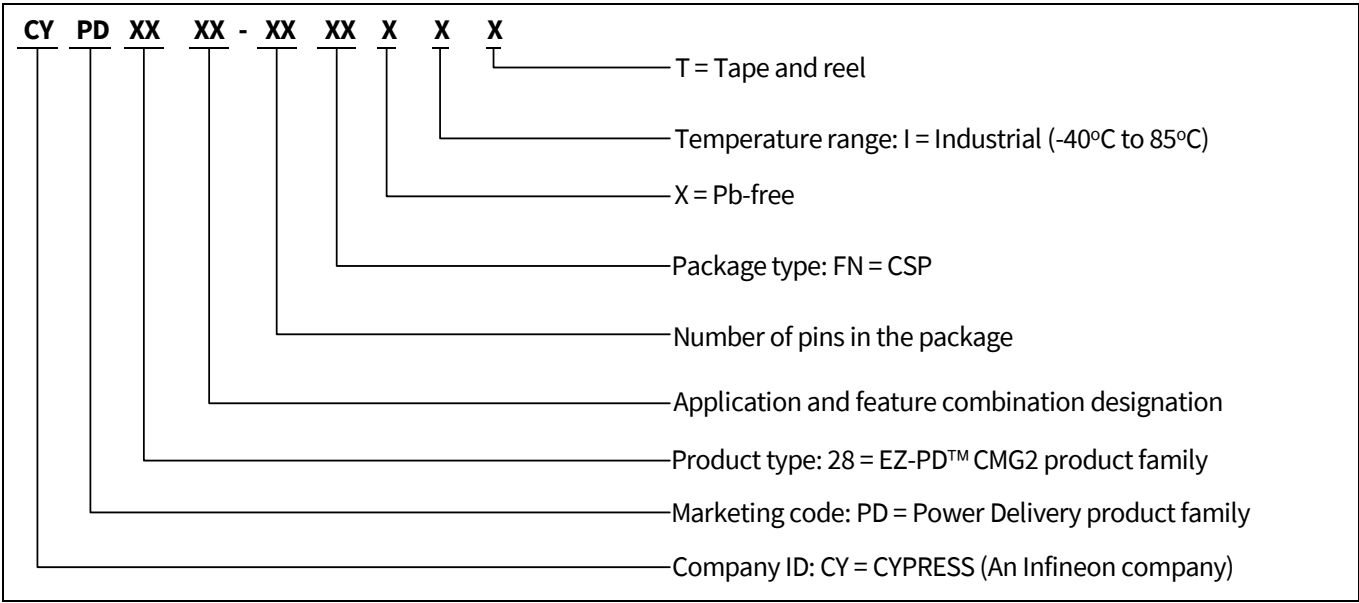 CY PD XX XX - XX XX X X X
T = Tape and reel
Temperature range: I = Industrial (-40°C to 85°C)
X = Pb-free
Package type: FN = CSP
Number of pins in the package
Application and feature combination designation
Product type: 28 = EZ-PD™ CMG2 product family
Marketing code: PD = Power Delivery product family
Company ID: CY = CYPRESS (An Infineon company)